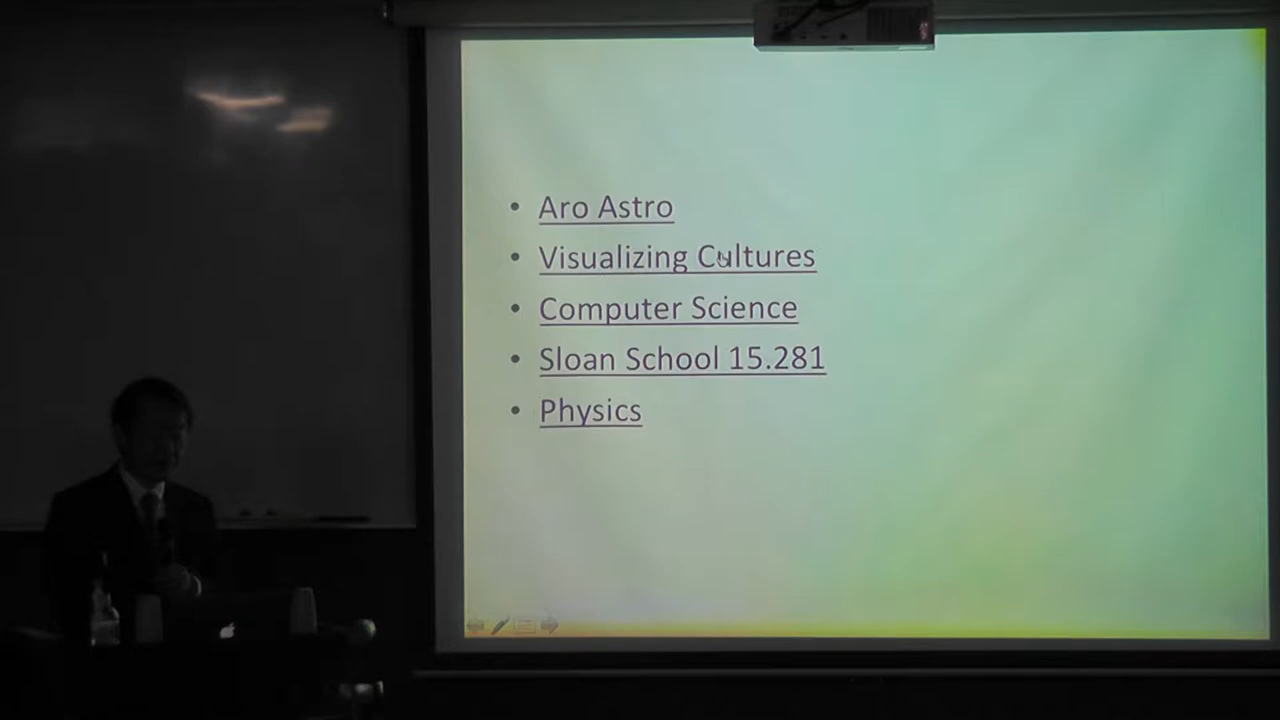 • Aro Astro
• Visualizing Cultures
• Computer Science
• Sloan School 15.281
• Physics